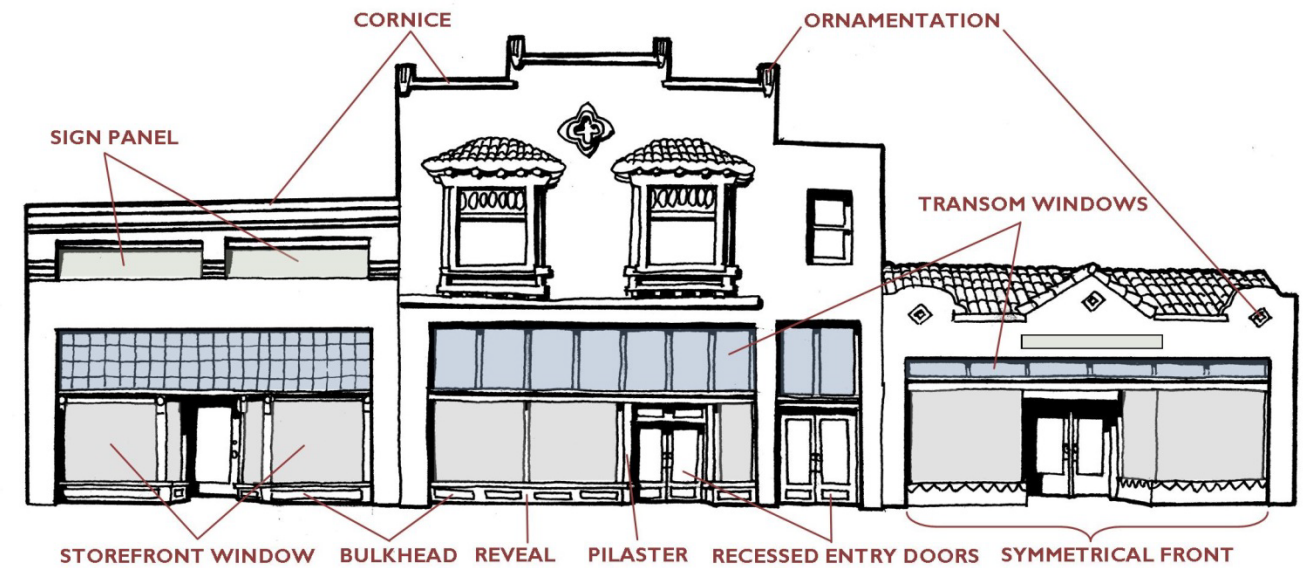 CORNICE
ORNAMENTATION
SIGN PANEL
TRANSOM WINDOWS
STOREFRONT WINDOW
BULKHEAD
REVEAL
PILASTER
RECESSED ENTRY DOORS
SYMMETRICAL FRONT